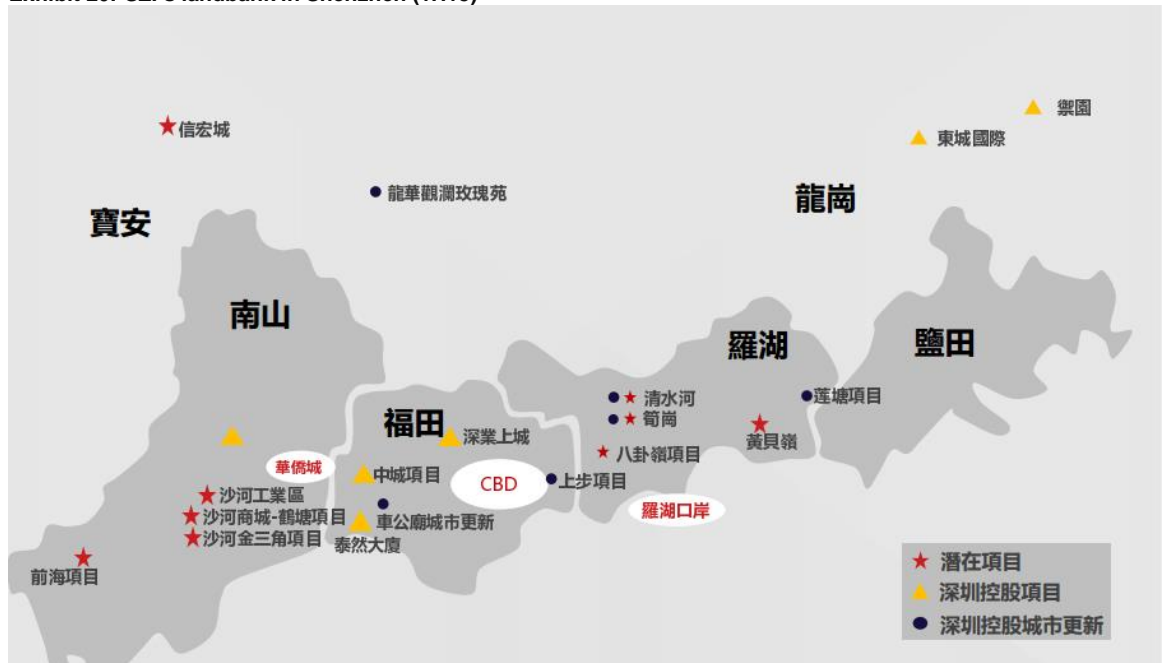 landbank in Shenzhen
禦園
信宏城
東城國際
龍華觀瀾玫瑰苑
龍崗
寶安
南山
羅湖
鹽田
清水河
莲塘項目
福田
筍崗
深業上城
黃貝嶺
八卦嶺項目
華僑城
中城項目
CBD
上步項目
沙河工業區
羅湖口岸
沙河商城-鶴塘項目
車公廟城市更新
沙河金三角項目
泰然大廈
前海項目
潛在項目
深圳控股項目
深圳控股城市更新